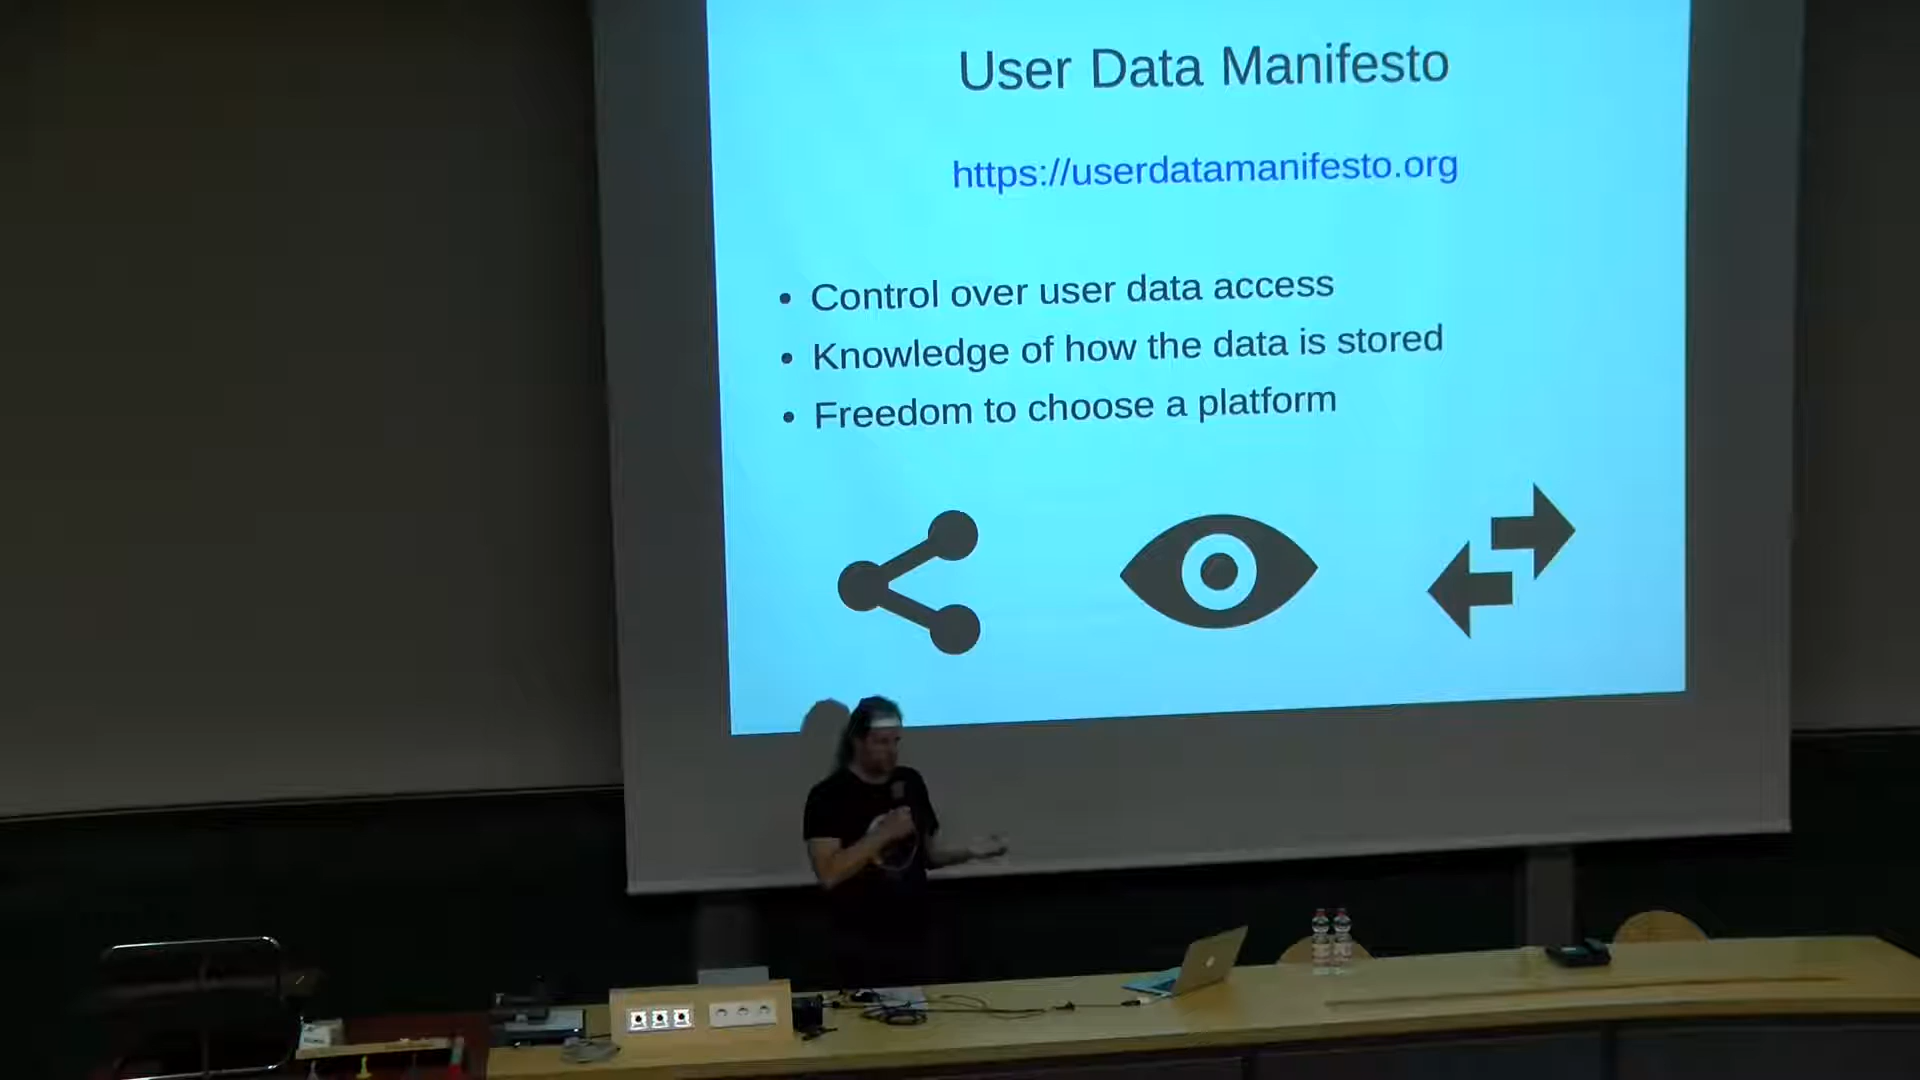 User Data Manifesto
https://userdatamanifesto.org
• Control over user data access
• Knowledge of how the data is stored
• Freedom to choose a platform